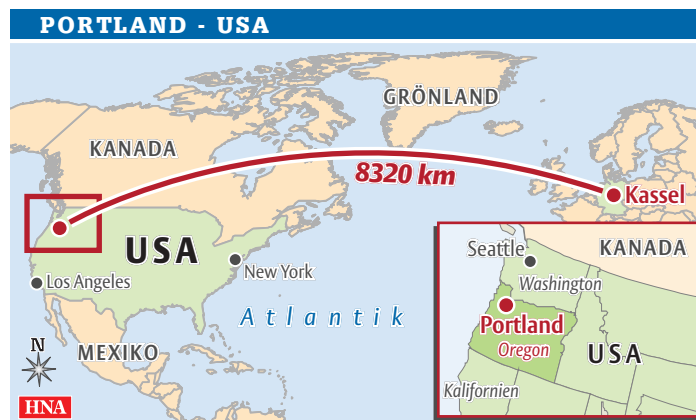 PORTLAND - USA
GRÖNLAND
KANADA
8320 km
Kassel
USA
New York
Los Angeles
Atlantik
MEXIKO
N
HNA
Seattle
KANADA
Washington
Portland
Oregon
USA
Kalifornien